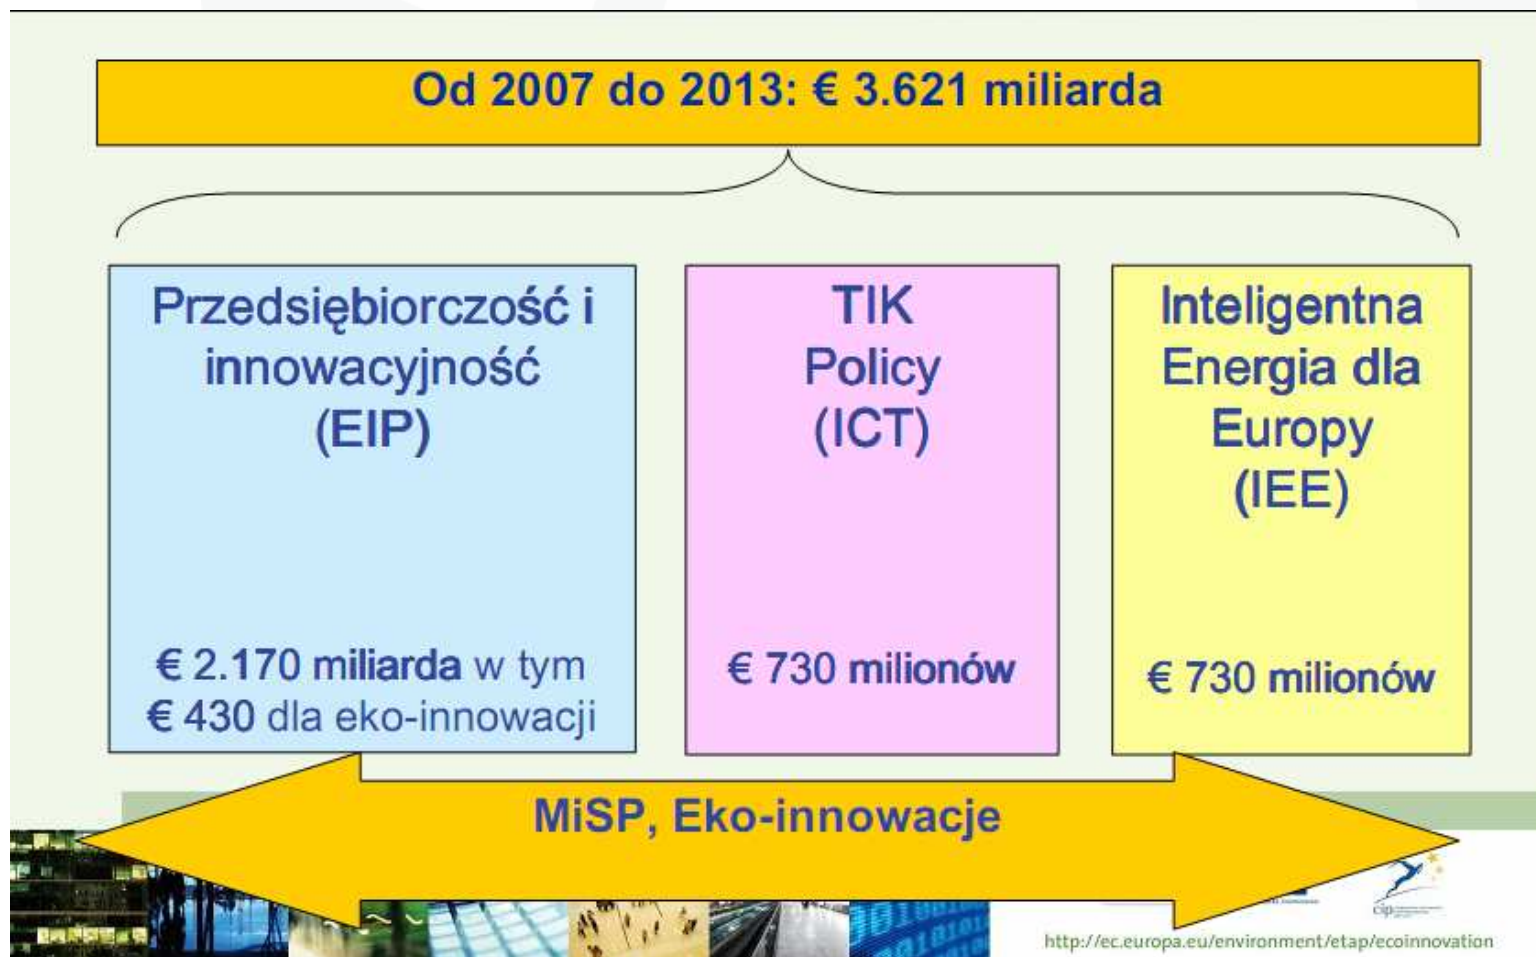 Od 2007 do 2013: € 3.621 miliarda
Przedsiębiorczość i
innowacyjność
(EIP)
€ 2.170 miliarda w tym
€ 430 dla eko-innowacji
TIK
Policy
(ICT)
€ 730 milionów
Inteligentna
Energia dla
Europy
(IEE)
€ 730 milionów
MiSP, Eko-innowacje
cip
http://ec.europa.eu/environment/etap/ecoinnovation